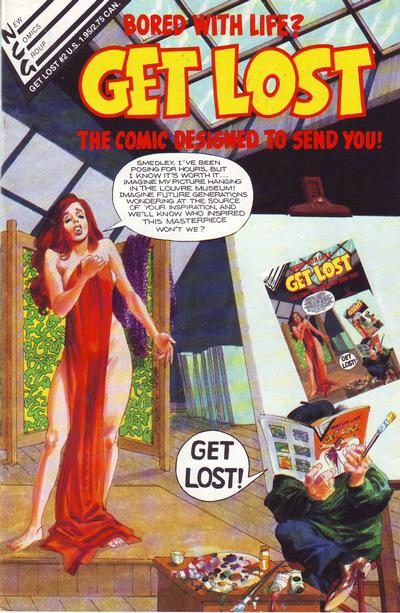 NEW
COMICS
GROUP
GET LOST #2 U.S. 1.95/2.75 CAN.
BORED WITH LIFE?
GET LOST
THE COMIC DESIGNED TO SEND YOU!
SMEDLEY, I'VE BEEN
POSING FOR HOURS, BUT
I KNOW IT'S WORTH IT...
IMAGINE MY PICTURE HANGING
IN THE LOUVRE MUSEUM!
IMAGINE FUTURE GENERATIONS
WONDERING AT THE SOURCE
OF YOUR INSPIRATION, AND
WE'LL KNOW WHO INSPIRED
THIS MASTERPIECE
WON'T WE?
GET LOST
GET
LOST!
GET LOST
GET
LOST!